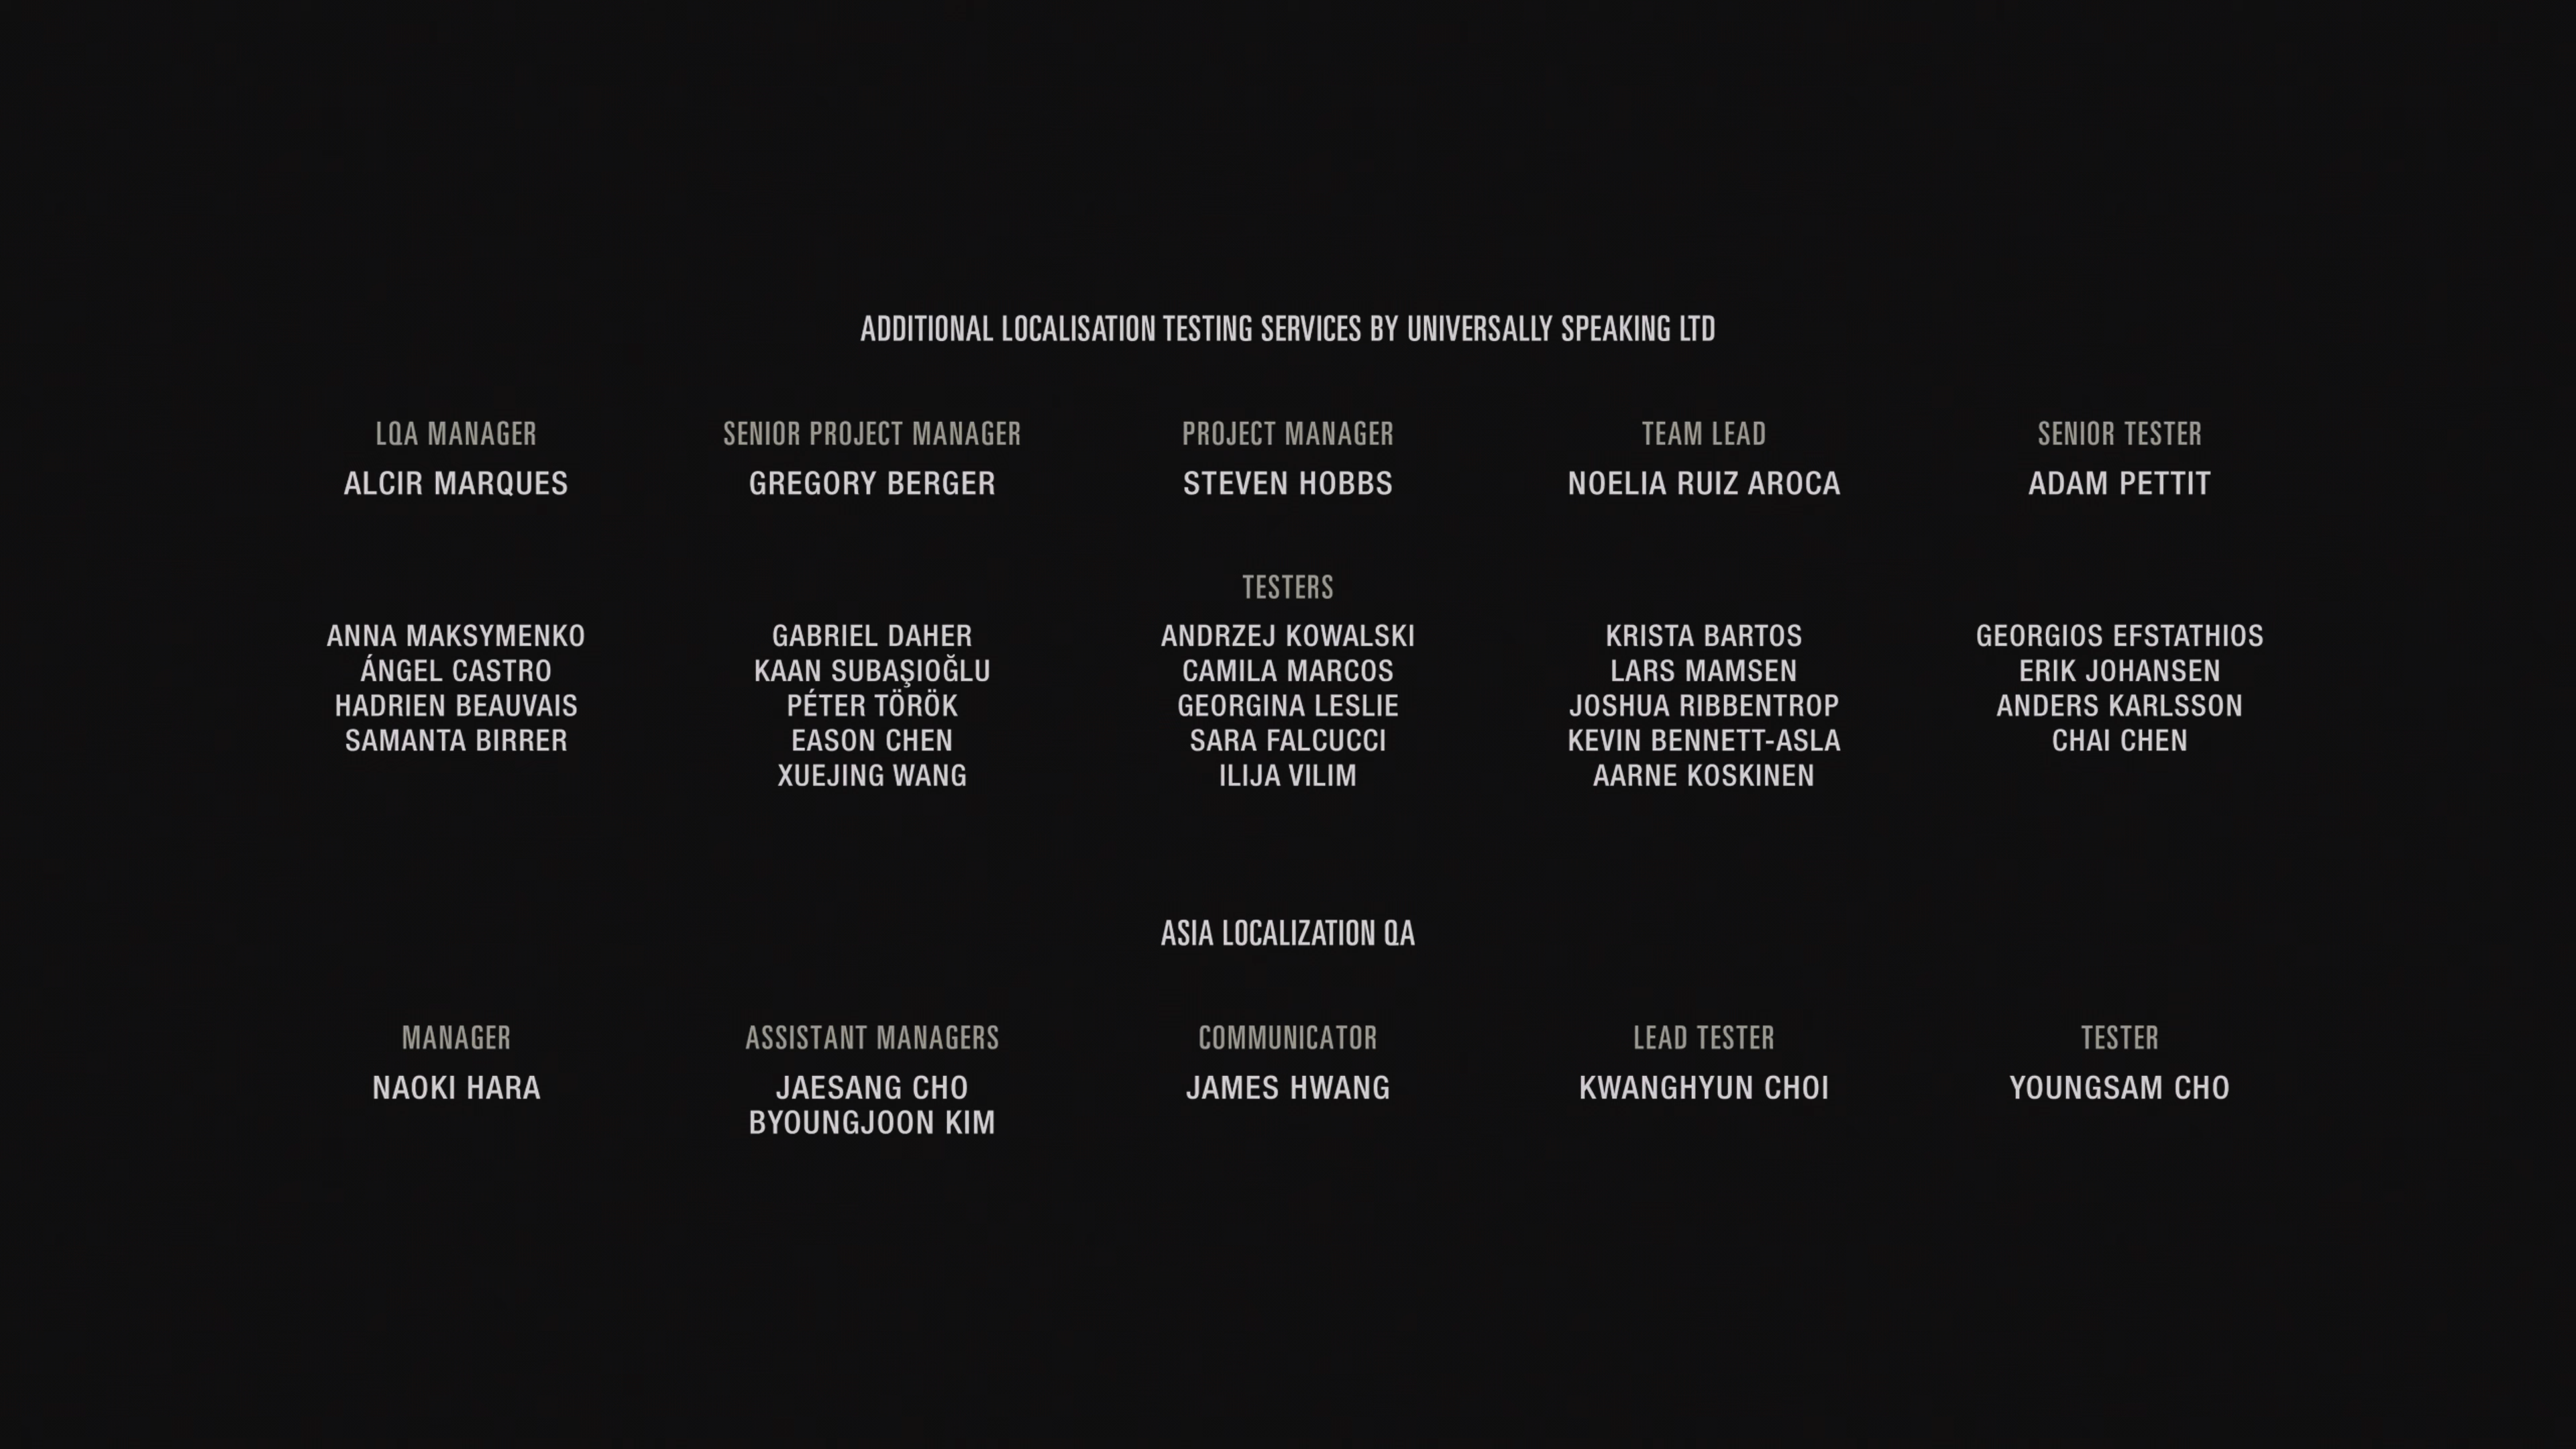 ADDITIONAL LOCALISATION TESTING SERVICES BY UNIVERSALLY SPEAKING LTD
LQA MANAGER
ALCIR MARQUES
SENIOR PROJECT MANAGER
GREGORY BERGER
PROJECT MANAGER
STEVEN HOBBS
TEAM LEAD
NOELIA RUIZ AROCA
SENIOR TESTER
ADAM PETTIT
TESTERS
ANNA MAKSYMENKO
ÁNGEL CASTRO
HADRIEN BEAUVAIS
SAMANTA BIRRER
GABRIEL DAHER
KAAN SUBAŞIOĞLU
PÉTER TÖRÖK
EASON CHEN
XUEJING WANG
ANDRZEJ KOWALSKI
CAMILA MARCOS
GEORGINA LESLIE
SARA FALCUCCI
ILIJA VILIM
KRISTA BARTOS
LARS MAMSEN
JOSHUA RIBBENTROP
KEVIN BENNETT-ASLA
AARNE KOSKINEN
GEORGIOS EFSTATHIOS
ERIK JOHANSEN
ANDERS KARLSSON
CHAI CHEN
ASIA LOCALIZATION QA
MANAGER
NAOKI HARA
ASSISTANT MANAGERS
JAESANG CHO
BYOUNGJOON KIM
COMMUNICATOR
JAMES HWANG
LEAD TESTER
KWANGHYUN CHOI
TESTER
YOUNGSAM CHO